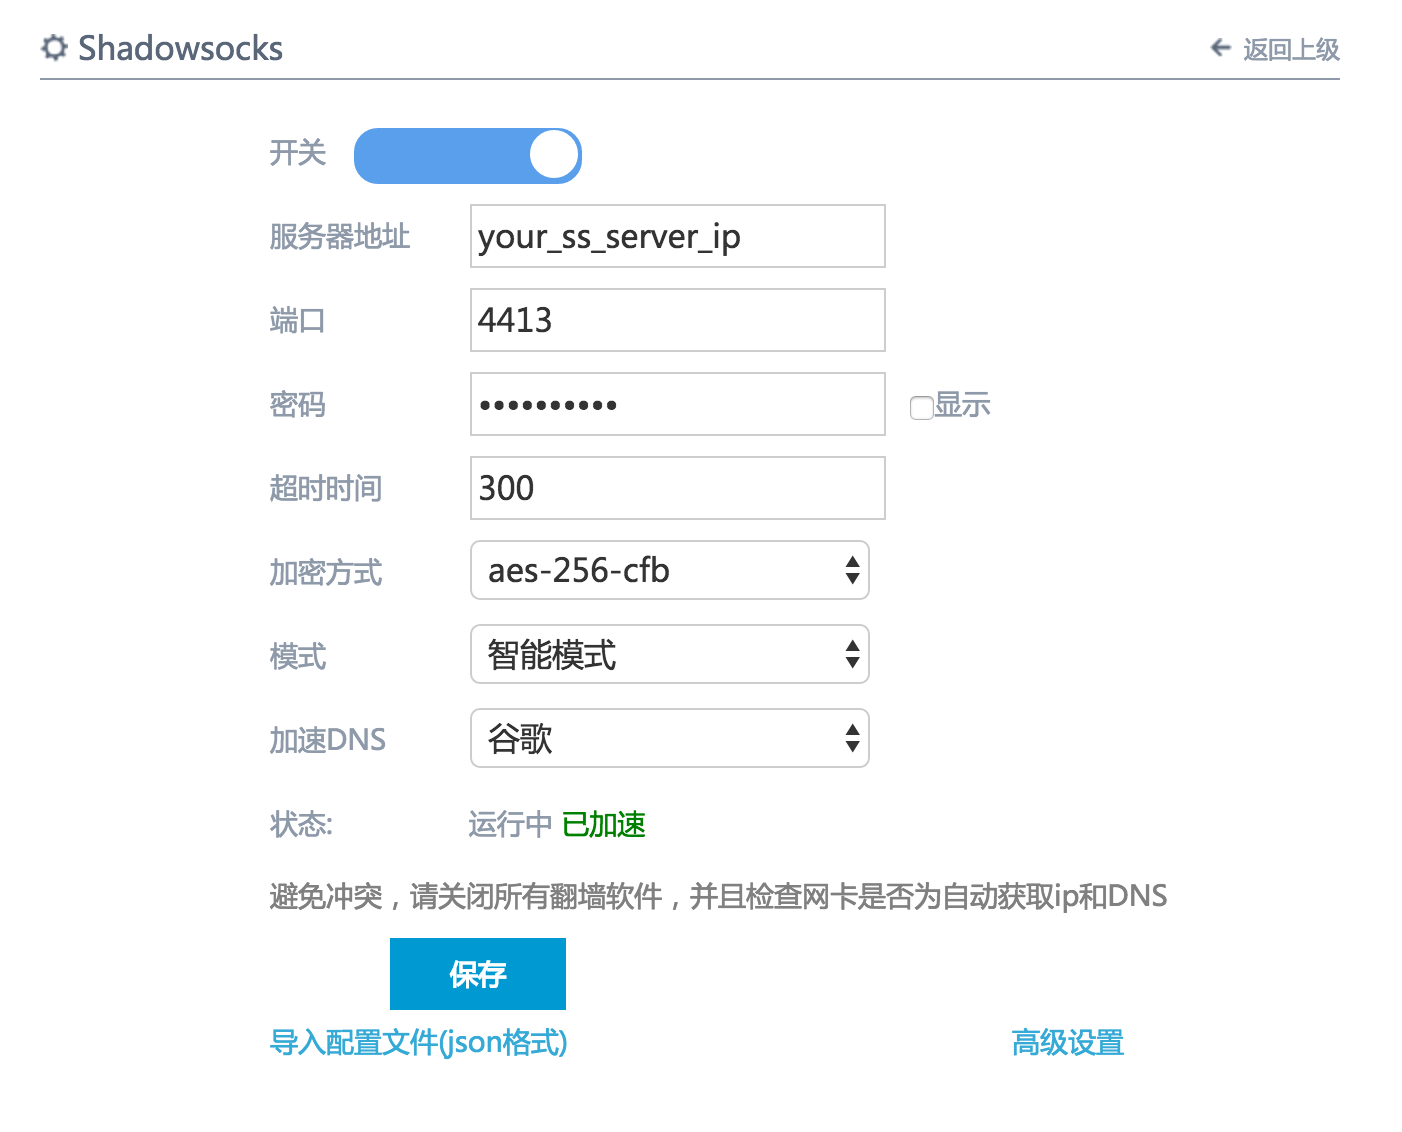 Shadowsocks
返回上级
开关
服务器地址 your_ss_server_ip
端口 4413
密码 •••••••••• 显示
超时时间 300
加密方式 aes-256-cfb
模式 智能模式
加速DNS 谷歌
状态: 运行中 已加速
避免冲突，请关闭所有翻墙软件，并且检查网卡是否为自动获取ip和DNS
保存
导入配置文件(json格式) 高级设置